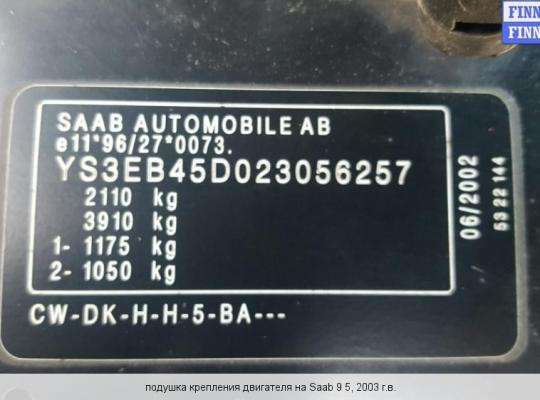 FINN
FINN
SAAB AUTOMOBILE AB
e11*96/27*0073.
YS3EB45D023056257
2110 kg
3910 kg
1- 1175 kg
2- 1050 kg
06/2002
53 22 144
CW-DK-H-H-5-BA---
подушка крепления двигателя на Saab 9 5, 2003 г.в.